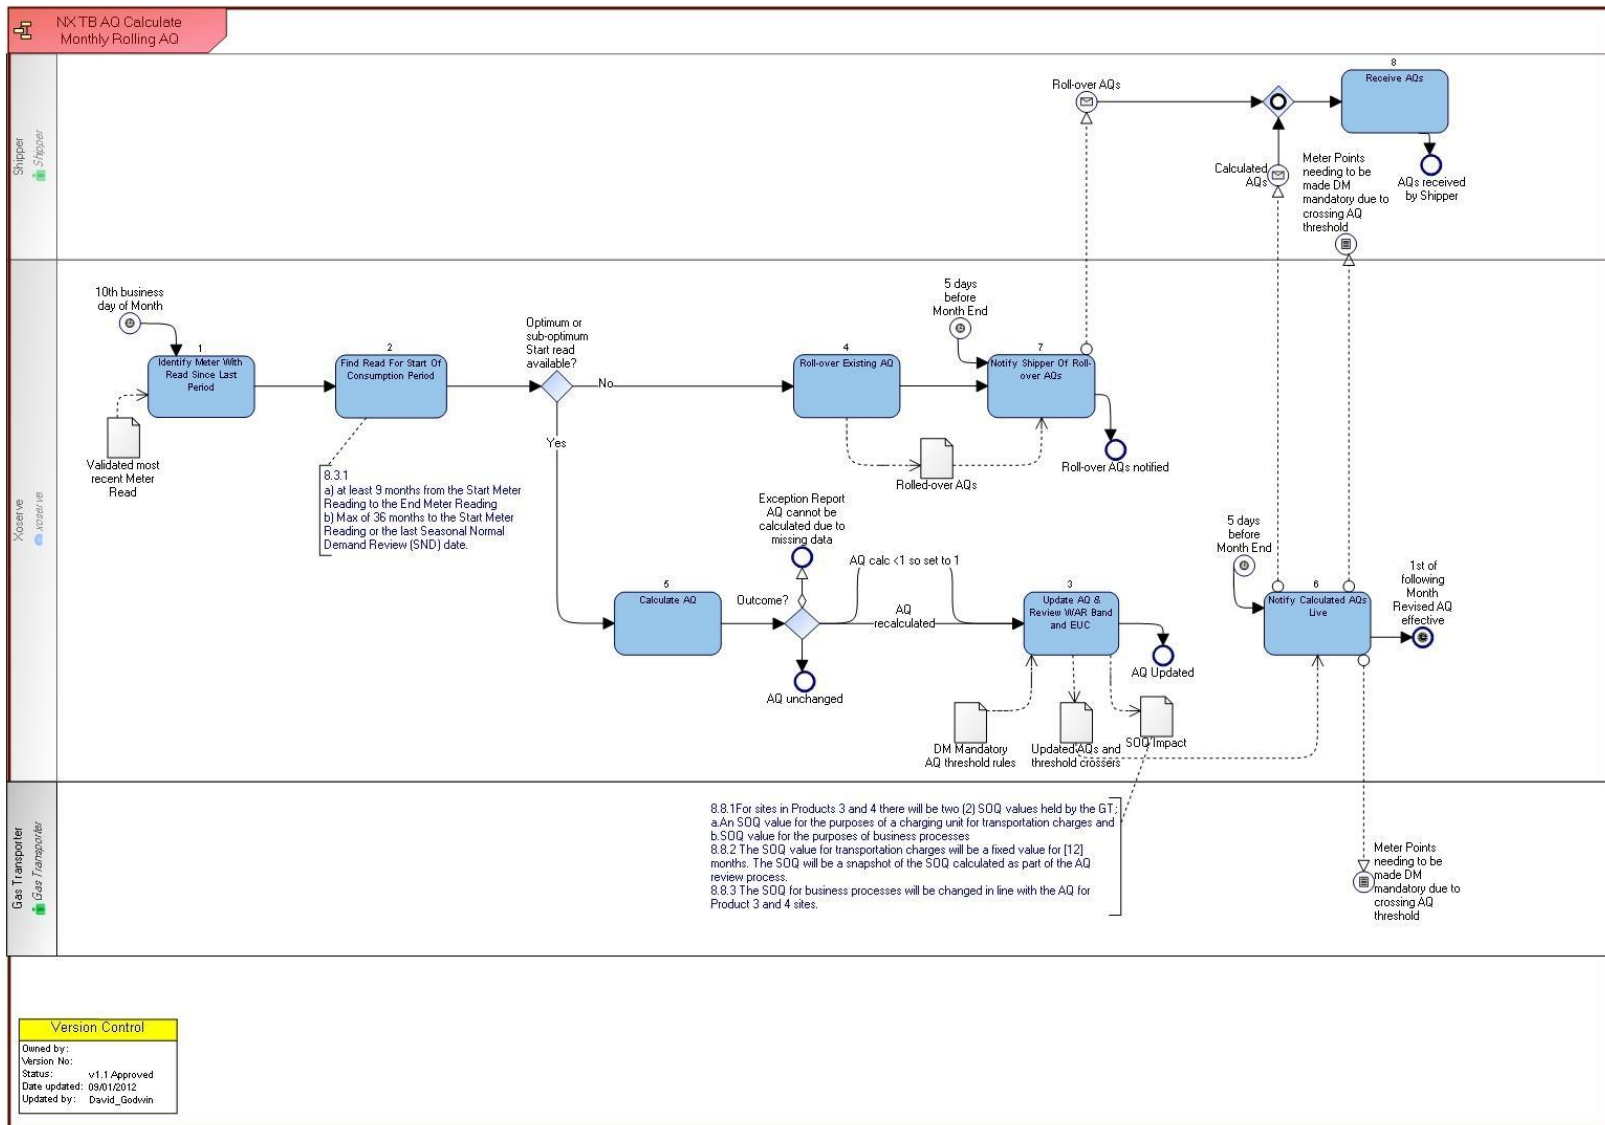 NX TB AQ Calculate
Monthly Rolling AQ
Shipper
Shipper
Roll-over AQs
8
Receive AQs
Calculated
AQs
Meter Points
needing to be
made DM
mandatory due to
crossing AQ
threshold
AQs received
by Shipper
Xoserve
xoserve
10th business
day of Month
1
Identify Meter With
Read Since Last
Period
Validated most
recent Meter
Read
2
Find Read For Start Of
Consumption Period
8.3.1
a) at least 9 months from the Start Meter
Reading to the End Meter Reading
b) Max of 36 months to the Start Meter
Reading or the last Seasonal Normal
Demand Review (SND) date.
Optimum or
sub-optimum
Start read
available?
No
Yes
4
Roll-over Existing AQ
Rolled-over AQs
5 days
before
Month End
7
Notify Shipper Of Roll-
over AQs
Roll-over AQs notified
5
Calculate AQ
Outcome?
Exception Report
AQ cannot be
calculated due to
missing data
AQ unchanged
AQ calc <1 so set to 1
AQ
recalculated
3
Update AQ &
Review WAR Band
and EUC
AQ Updated
DM Mandatory
AQ threshold rules
Updated AQs and
threshold crossers
SOQ Impact
5 days
before
Month End
6
Notify Calculated AQs
Live
1st of
following
Month
Revised AQ
effective
Gas Transporter
Gas Transporter
8.8.1For sites in Products 3 and 4 there will be two (2) SOQ values held by the GT;
a.An SOQ value for the purposes of a charging unit for transportation charges and
b.SOQ value for the purposes of business processes
8.8.2 The SOQ value for transportation charges will be a fixed value for [12]
months. The SOQ will be a snapshot of the SOQ calculated as part of the AQ
review process.
8.8.3 The SOQ for business processes will be changed in line with the AQ for
Product 3 and 4 sites.
Meter Points
needing to be
made DM
mandatory due to
crossing AQ
threshold
Version Control
Owned by:
Version No:
Status: v1.1 Approved
Date updated: 09/01/2012
Updated by: David_Godwin